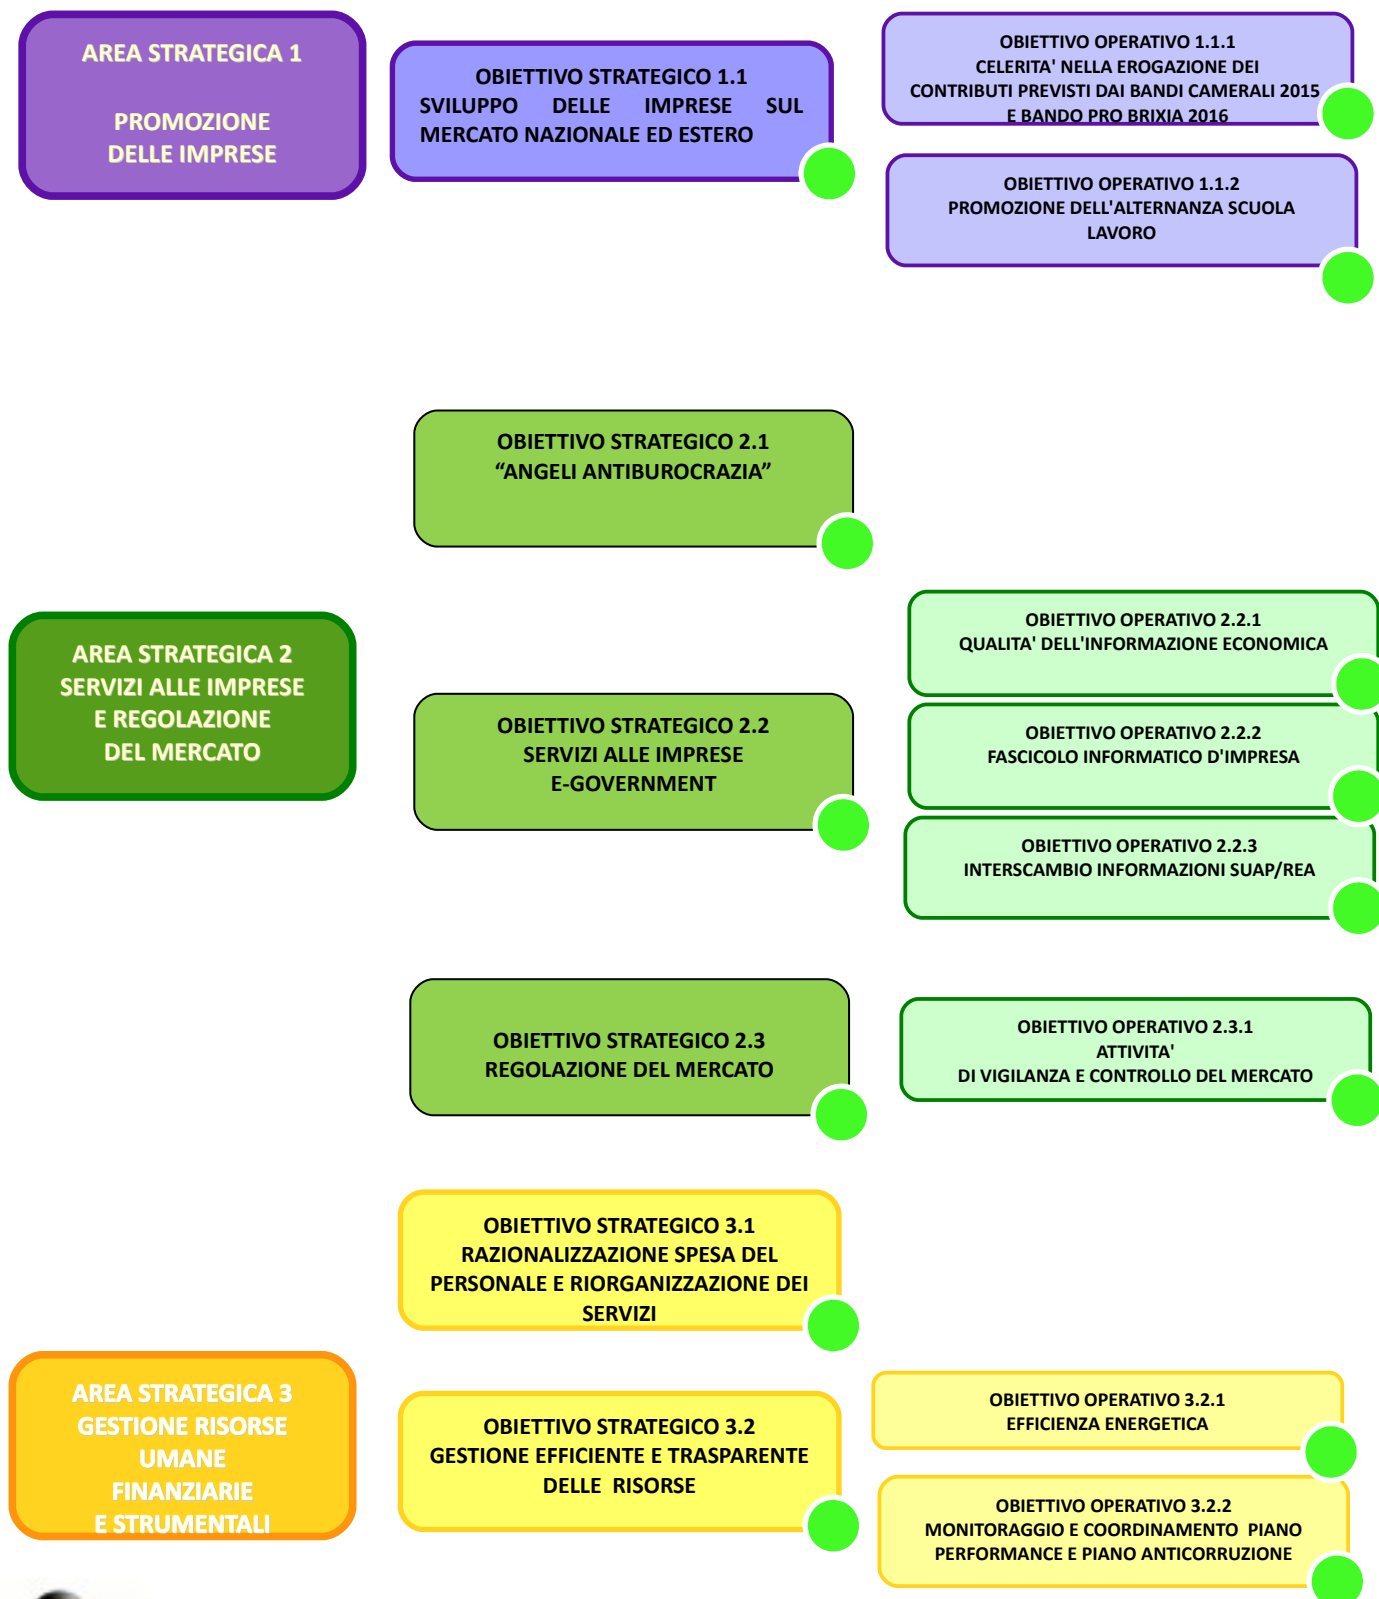 AREA STRATEGICA 1
PROMOZIONE
DELLE IMPRESE
OBIETTIVO STRATEGICO 1.1
SVILUPPO DELLE IMPRESE SUL
MERCATO NAZIONALE ED ESTERO
OBIETTIVO OPERATIVO 1.1.1
CELERITA' NELLA EROGAZIONE DEI
CONTRIBUTI PREVISTI DAI BANDI CAMERALI 2015
E BANDO PRO BRIXIA 2016
OBIETTIVO OPERATIVO 1.1.2
PROMOZIONE DELL'ALTERNANZA SCUOLA
LAVORO
OBIETTIVO STRATEGICO 2.1
“ANGELI ANTIBUROCRAZIA”
AREA STRATEGICA 2
SERVIZI ALLE IMPRESE
E REGOLAZIONE
DEL MERCATO
OBIETTIVO STRATEGICO 2.2
SERVIZI ALLE IMPRESE
E-GOVERNMENT
OBIETTIVO OPERATIVO 2.2.1
QUALITA' DELL'INFORMAZIONE ECONOMICA
OBIETTIVO OPERATIVO 2.2.2
FASCICOLO INFORMATICO D'IMPRESA
OBIETTIVO OPERATIVO 2.2.3
INTERSCAMBIO INFORMAZIONI SUAP/REA
OBIETTIVO STRATEGICO 2.3
REGOLAZIONE DEL MERCATO
OBIETTIVO OPERATIVO 2.3.1
ATTIVITA'
DI VIGILANZA E CONTROLLO DEL MERCATO
OBIETTIVO STRATEGICO 3.1
RAZIONALIZZAZIONE SPESA DEL
PERSONALE E RIORGANIZZAZIONE DEI
SERVIZI
AREA STRATEGICA 3
GESTIONE RISORSE
UMANE
FINANZIARIE
E STRUMENTALI
OBIETTIVO STRATEGICO 3.2
GESTIONE EFFICIENTE E TRASPARENTE
DELLE RISORSE
OBIETTIVO OPERATIVO 3.2.1
EFFICIENZA ENERGETICA
OBIETTIVO OPERATIVO 3.2.2
MONITORAGGIO E COORDINAMENTO PIANO
PERFORMANCE E PIANO ANTICORRUZIONE